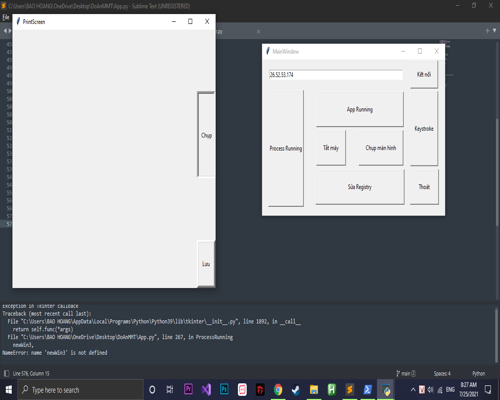 C:\Users\BAO HOANG\OneDrive\Desktop\DoAnMMT\App.py - Sublime Text (UNREGISTERED)
File
PrintScreen
Chụp
Lưu
MainWindow
26.52.53.174
Kết nối
App Running
Process Running
Tắt máy
Chụp màn hình
Keystroke
Sửa Registry
Thoát
Exception in Tkinter callback
Traceback (most recent call last):
File "C:\Users\BAO HOANG\AppData\Local\Programs\Python\Python39\lib\tkinter\__init__.py", line 1892, in __call__
return self.func(*args)
File "C:\Users\BAO HOANG\OneDrive\Desktop\DoAnMMT\App.py", line 267, in ProcessRunning
newWin3,
NameError: name 'newWin3' is not defined
Line 576, Column 15
main
Spaces: 4
Python
Type here to search
ENG
8:27 AM
7/25/2021